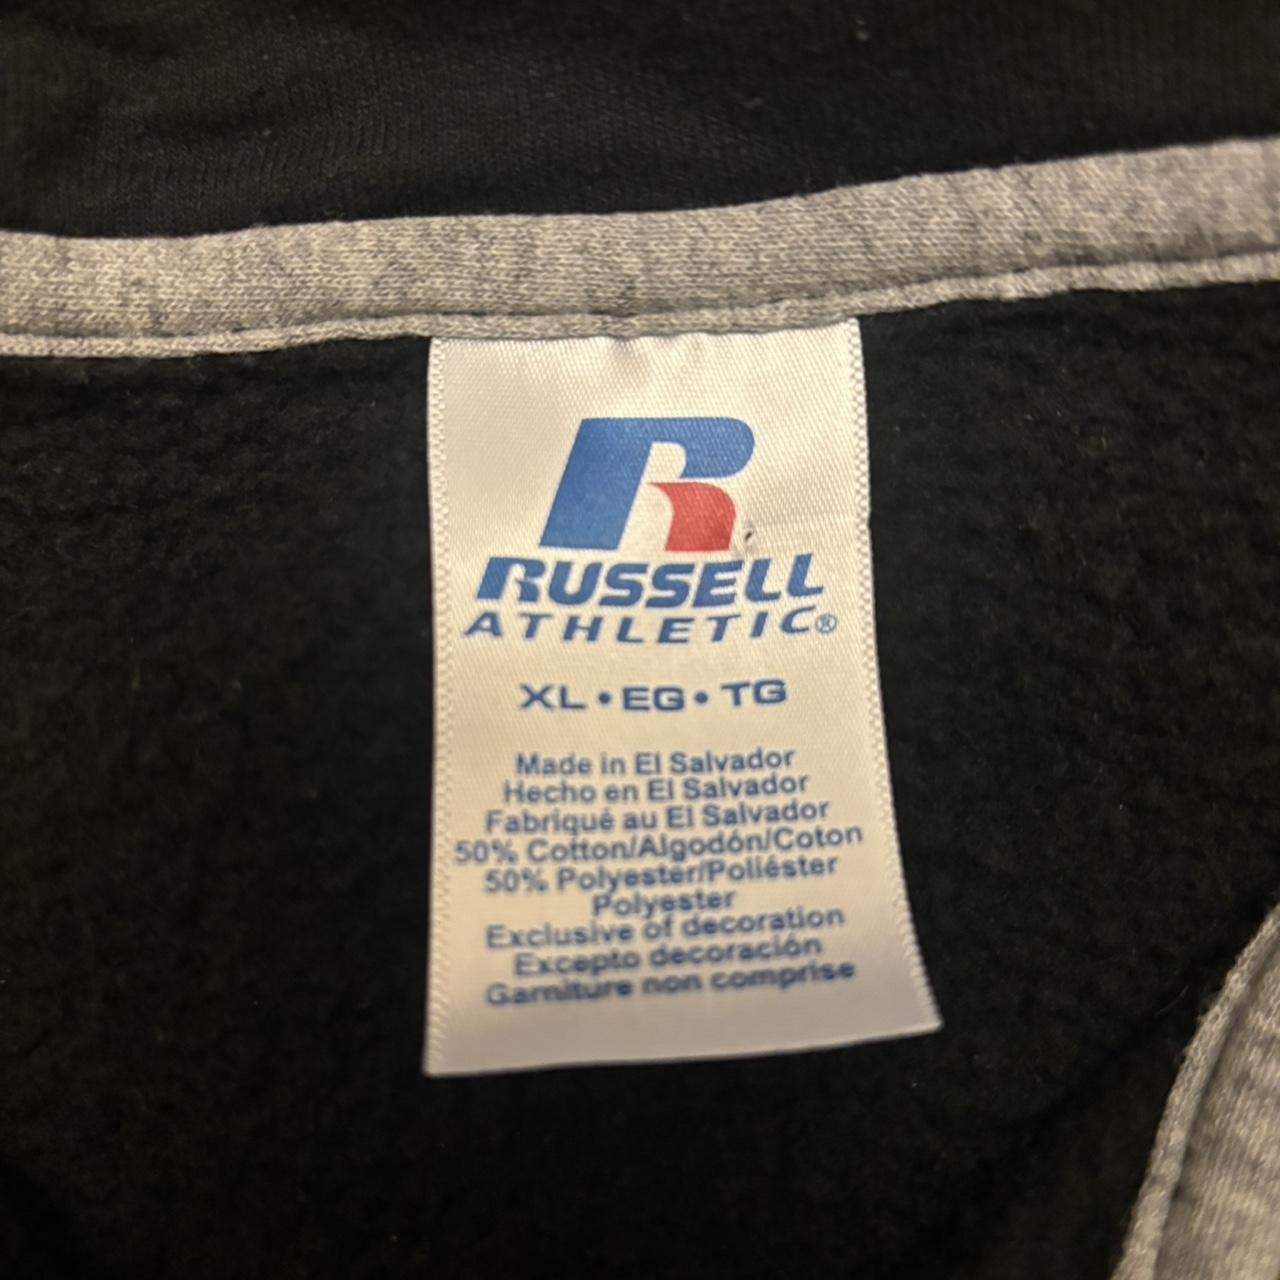 R
RUSSELL
ATHLETIC®
XL • EG • TG
Made in El Salvador
Hecho en El Salvador
Fabriqué au El Salvador
50% Cotton/Algodón/Coton
50% Polyester/Poliéster
Polyester
Exclusive of decoration
Excepto decoración
Garniture non comprise